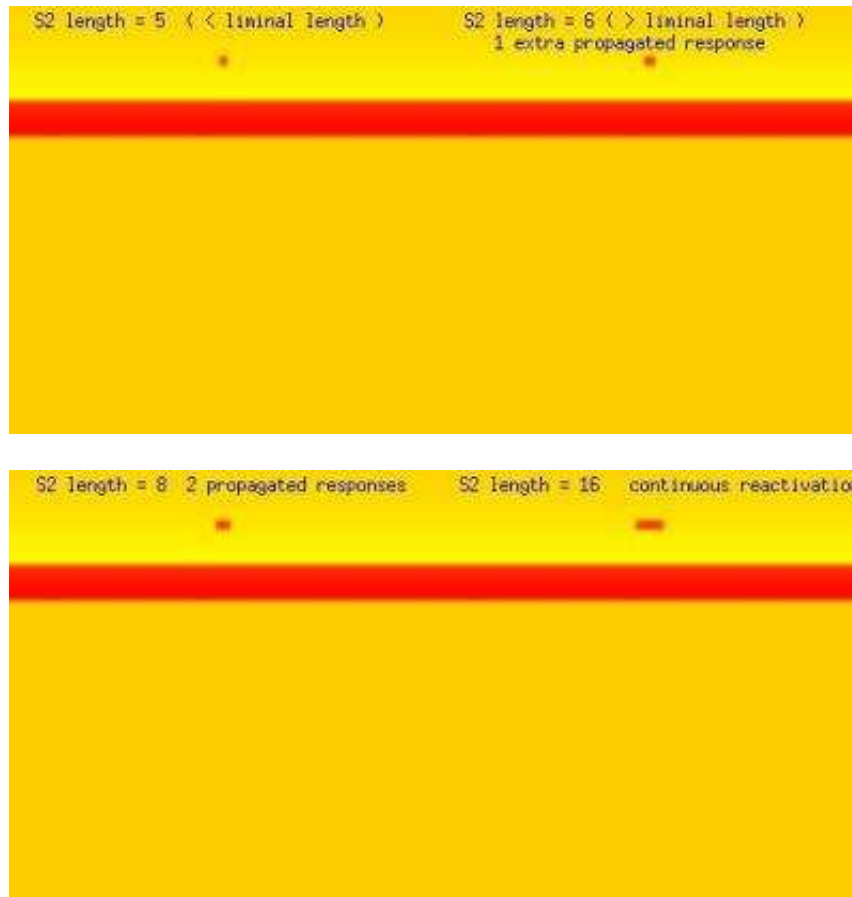 S2 length = 5 ( < liminal length )
S2 length = 6 ( > liminal length )
1 extra propagated response
S2 length = 8 2 propagated responses
S2 length = 16 continuous reactivatio